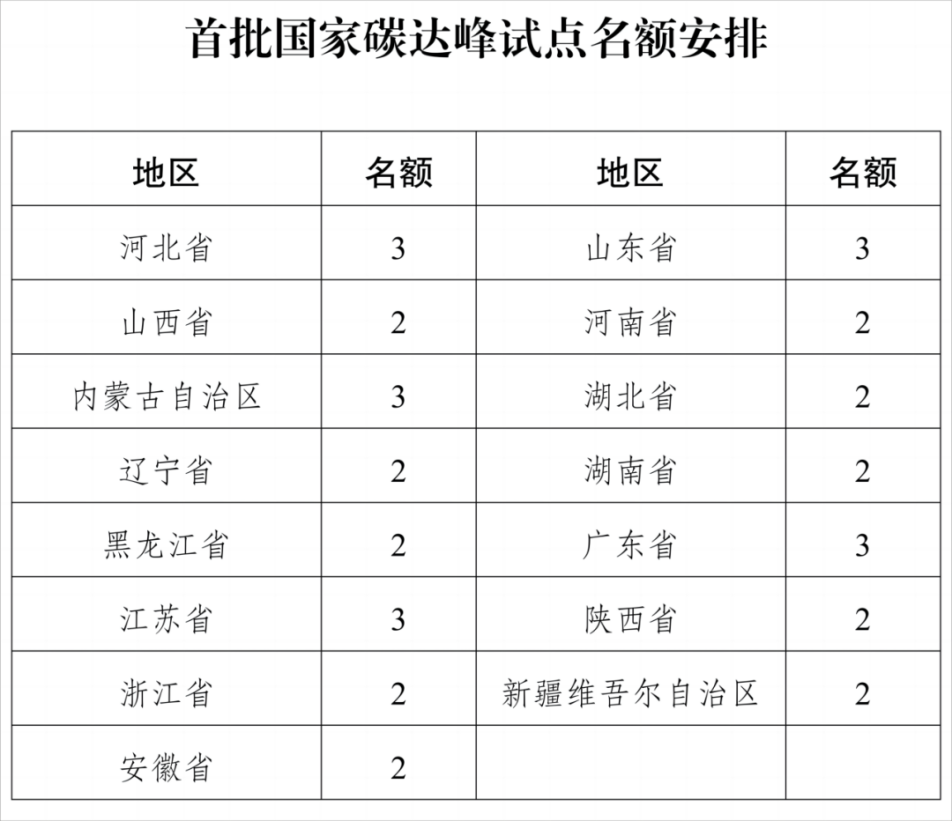 首批国家碳达峰试点名额安排
地区 名额 地区 名额
河北省 3 山东省 3
山西省 2 河南省 2
内蒙古自治区 3 湖北省 2
辽宁省 2 湖南省 2
黑龙江省 2 广东省 3
江苏省 3 陕西省 2
浙江省 2 新疆维吾尔自治区 2
安徽省 2